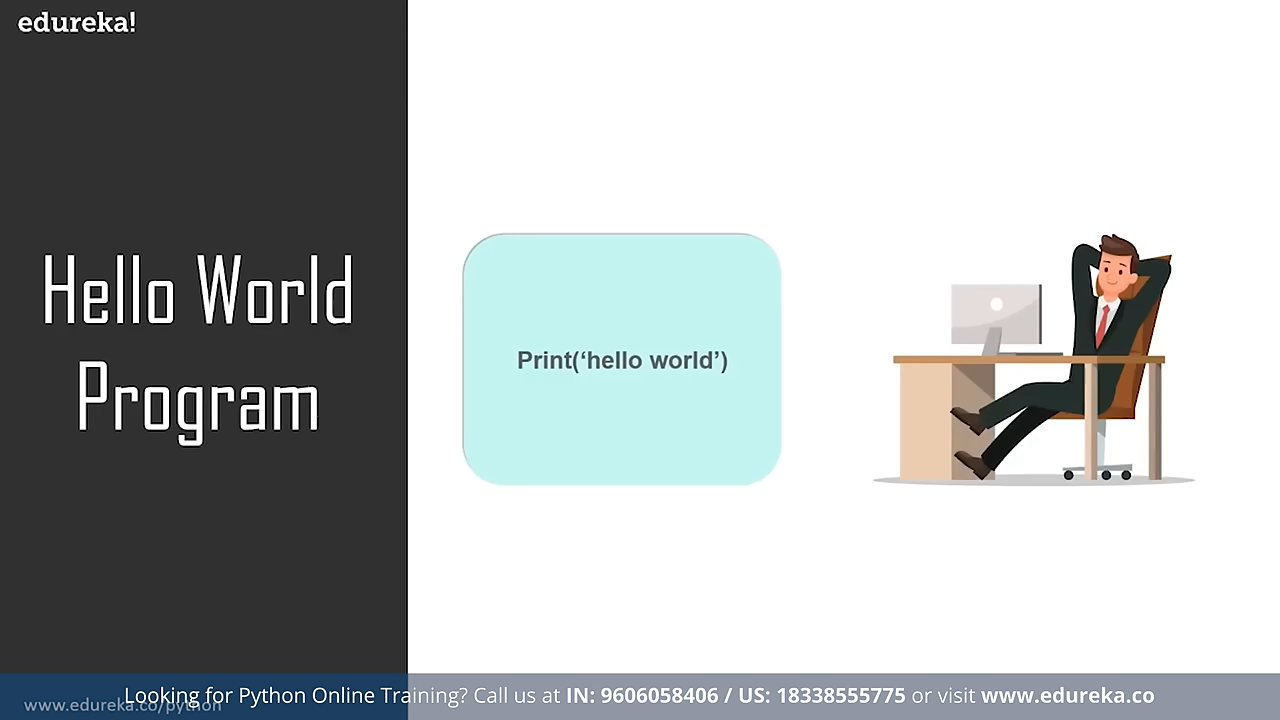 edureka!
Hello World
Program
Print(‘hello world’)
Looking for Python Online Training? Call us at IN: 9606058406 / US: 18338555775 or visit www.edureka.co
www.edureka.co/python